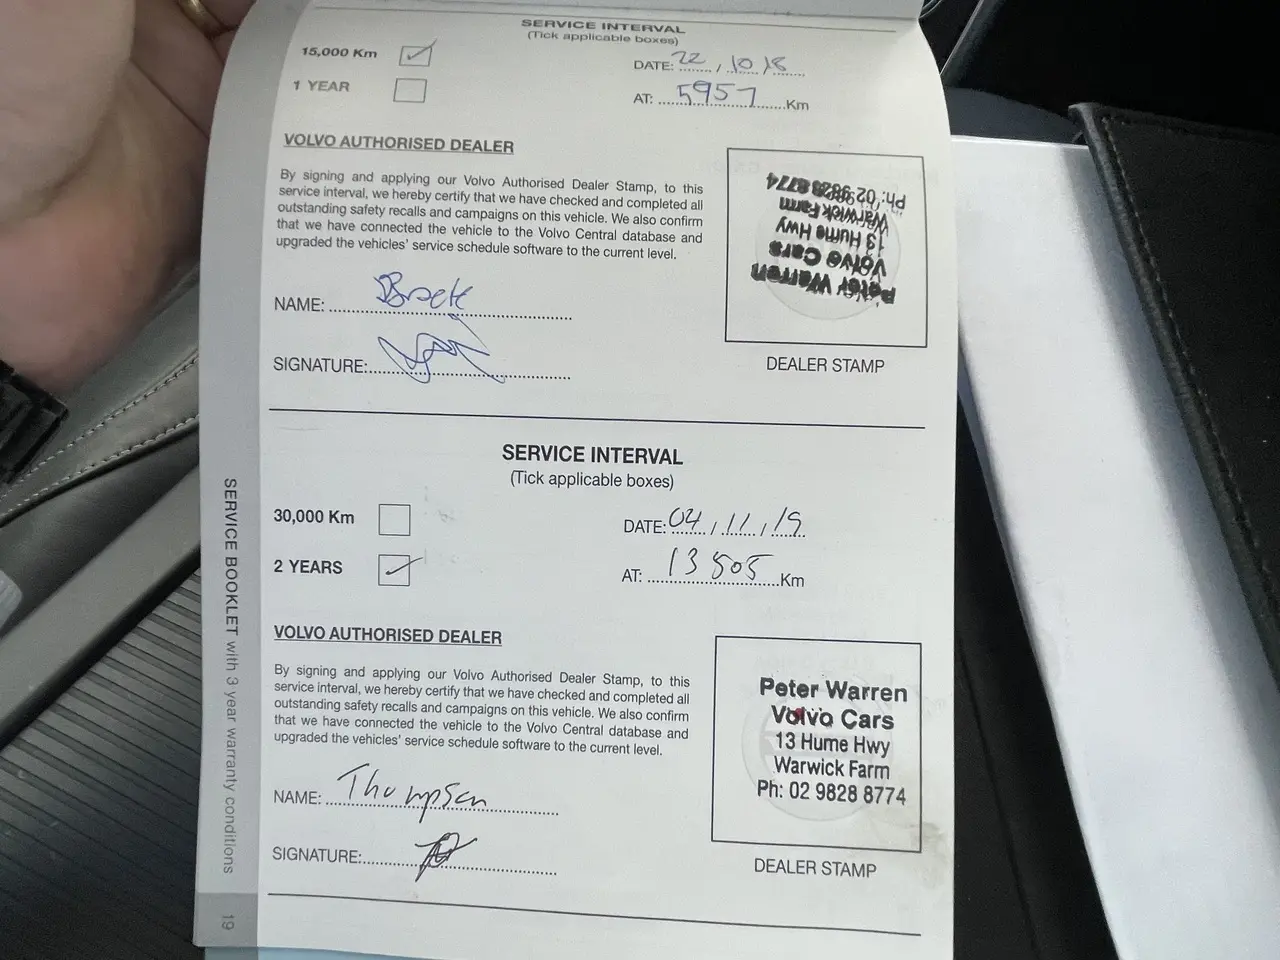 SERVICE INTERVAL
(Tick applicable boxes)
15,000 Km
DATE: 22 / 10 / 18
1 YEAR
AT: 5957 Km
VOLVO AUTHORISED DEALER
By signing and applying our Volvo Authorised Dealer Stamp, to this
service interval, we hereby certify that we have checked and completed all
outstanding safety recalls and campaigns on this vehicle. We also confirm
that we have connected the vehicle to the Volvo Central database and
upgraded the vehicles' service schedule software to the current level.
Peter Warren
Volvo Cars
13 Hume Hwy
Warwick Farm
Ph: 02 9828 8774
NAME:
SIGNATURE:
DEALER STAMP
SERVICE INTERVAL
(Tick applicable boxes)
30,000 Km
DATE: 04 / 11 / 19
2 YEARS
AT: 13805 Km
VOLVO AUTHORISED DEALER
By signing and applying our Volvo Authorised Dealer Stamp, to this
service interval, we hereby certify that we have checked and completed all
outstanding safety recalls and campaigns on this vehicle. We also confirm
that we have connected the vehicle to the Volvo Central database and
upgraded the vehicles' service schedule software to the current level.
Peter Warren
Volvo Cars
13 Hume Hwy
Warwick Farm
Ph: 02 9828 8774
NAME: Thompson
SIGNATURE:
DEALER STAMP
SERVICE BOOKLET with 3 year warranty conditions
19